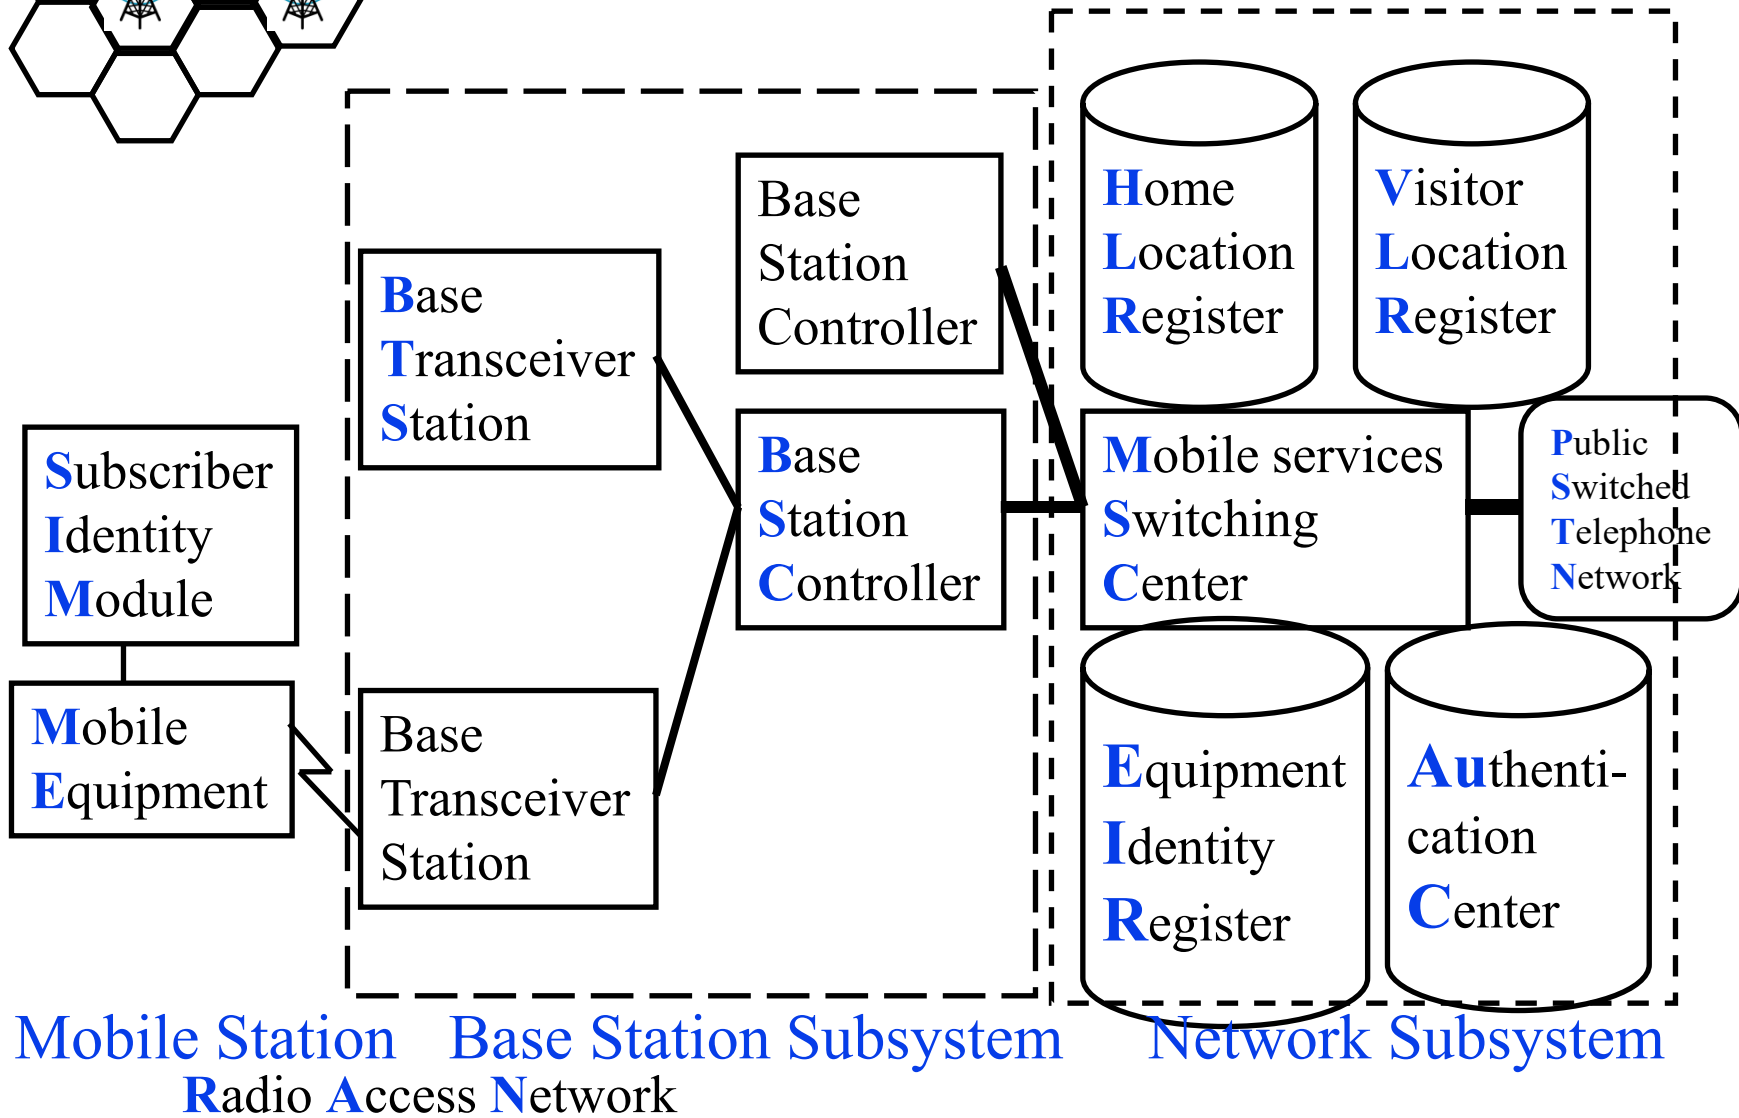 Subscriber
Identity
Module
Mobile
Equipment
Base
Transceiver
Station
Base
Transceiver
Station
Base
Station
Controller
Base
Station
Controller
Home
Location
Register
Visitor
Location
Register
Mobile services
Switching
Center
Public
Switched
Telephone
Network
Equipment
Identity
Register
Authenti-
cation
Center
Mobile Station
Base Station Subsystem
Network Subsystem
Radio Access Network